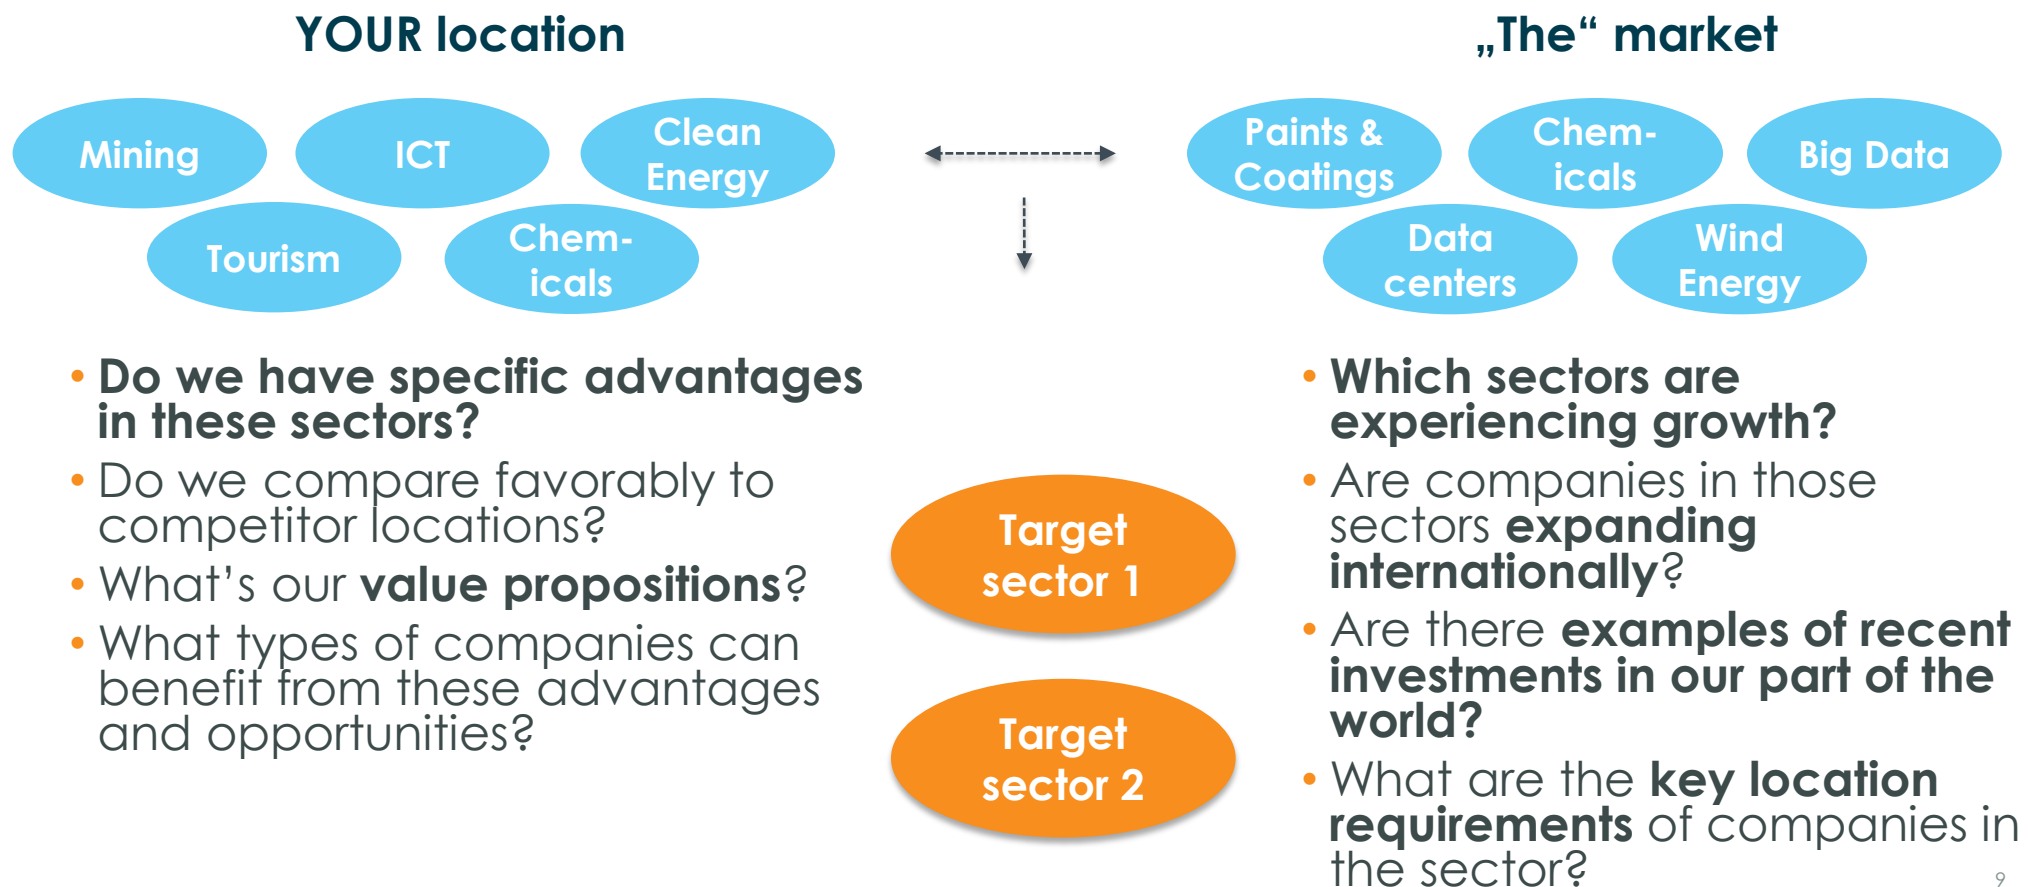 YOUR location
Mining
ICT
Clean
Energy
Tourism
Chem-
icals
• Do we have specific advantages
in these sectors?
• Do we compare favorably to
competitor locations?
• What’s our value propositions?
• What types of companies can
benefit from these advantages
and opportunities?
Target
sector 1
Target
sector 2
„The“ market
Paints &
Coatings
Chem-
icals
Big Data
Data
centers
Wind
Energy
• Which sectors are
experiencing growth?
• Are companies in those
sectors expanding
internationally?
• Are there examples of recent
investments in our part of the
world?
• What are the key location
requirements of companies in
the sector?
9